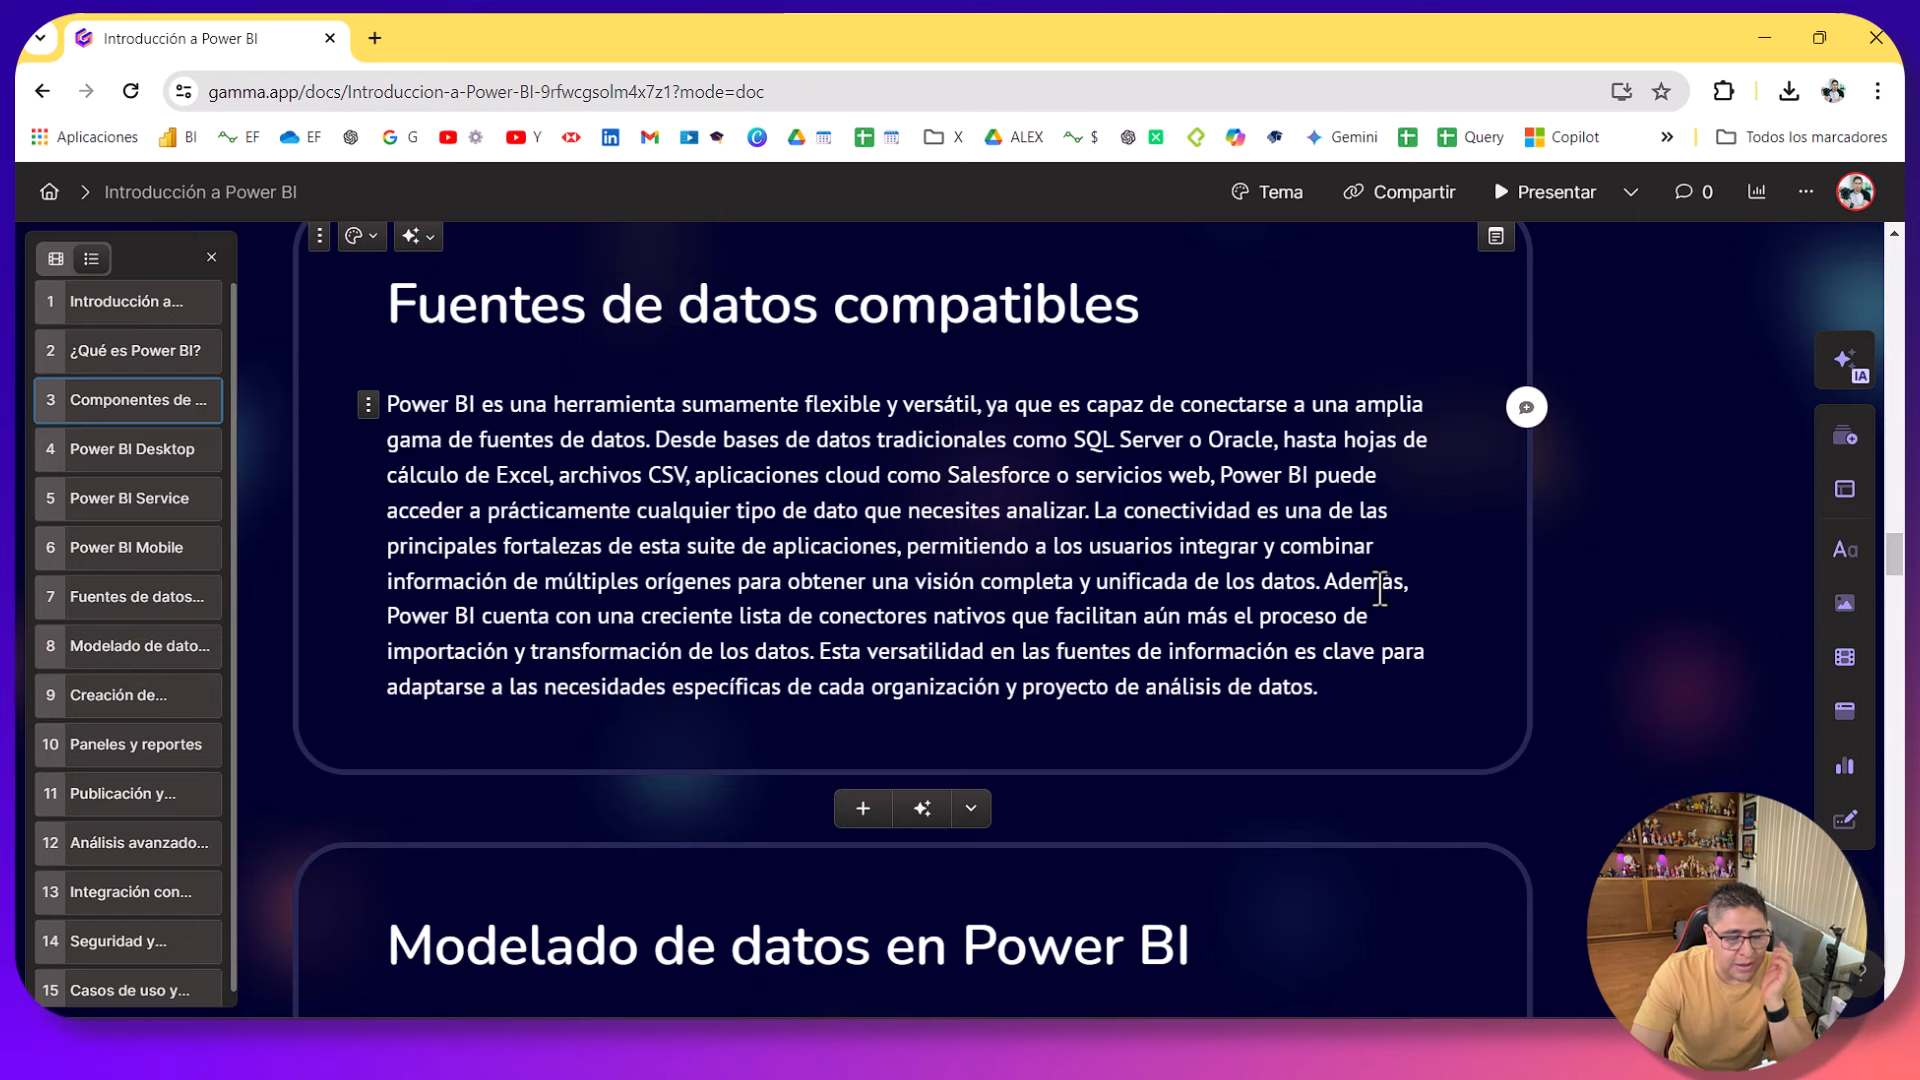 Introducción a Power BI
gamma.app/docs/Introduccion-a-Power-BI-9rfwcgsolm4x7z1?mode=doc
Aplicaciones BI EF EF G Y X ALEX $ Gemini Query Copilot » Todos los marcadores
Introducción a Power BI Tema Compartir Presentar 0
1 Introducción a...
2 ¿Qué es Power BI?
3 Componentes de ...
4 Power BI Desktop
5 Power BI Service
6 Power BI Mobile
7 Fuentes de datos...
8 Modelado de dato...
9 Creación de...
10 Paneles y reportes
11 Publicación y...
12 Análisis avanzado...
13 Integración con...
14 Seguridad y...
15 Casos de uso y...
Fuentes de datos compatibles
Power BI es una herramienta sumamente flexible y versátil, ya que es capaz de conectarse a una amplia
gama de fuentes de datos. Desde bases de datos tradicionales como SQL Server o Oracle, hasta hojas de
cálculo de Excel, archivos CSV, aplicaciones cloud como Salesforce o servicios web, Power BI puede
acceder a prácticamente cualquier tipo de dato que necesites analizar. La conectividad es una de las
principales fortalezas de esta suite de aplicaciones, permitiendo a los usuarios integrar y combinar
información de múltiples orígenes para obtener una visión completa y unificada de los datos. Además,
Power BI cuenta con una creciente lista de conectores nativos que facilitan aún más el proceso de
importación y transformación de los datos. Esta versatilidad en las fuentes de información es clave para
adaptarse a las necesidades específicas de cada organización y proyecto de análisis de datos.
Modelado de datos en Power BI
IA
Aa
?